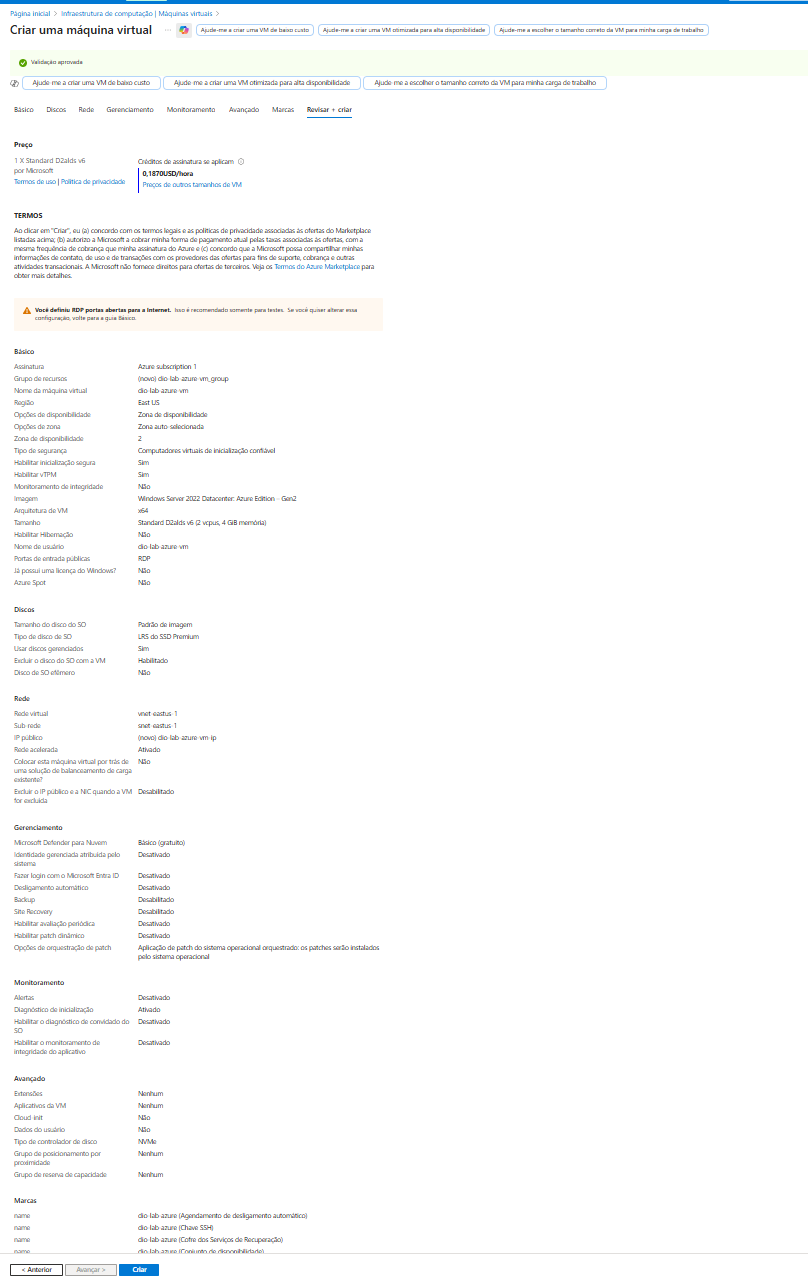 Página inicial > Infraestrutura de computação | Máquinas virtuais >
Criar uma máquina virtual ... Ajude-me a criar uma VM de baixo custo Ajude-me a criar uma VM otimizada para alta disponibilidade Ajude-me a escolher o tamanho correto da VM para minha carga de trabalho
Validação aprovada
Ajude-me a criar uma VM de baixo custo Ajude-me a criar uma VM otimizada para alta disponibilidade Ajude-me a escolher o tamanho correto da VM para minha carga de trabalho
Básico Discos Rede Gerenciamento Monitoramento Avançado Marcas Revisar + criar
Preço
1 X Standard D2alds v6 Créditos de assinatura se aplicam
por Microsoft 0,1870USD/hora
Termos de uso | Política de privacidade Preços de outros tamanhos de VM
TERMOS
Ao clicar em "Criar", eu (a) concordo com os termos legais e as políticas de privacidade associadas às ofertas do Marketplace
listadas acima; (b) autorizo a Microsoft a cobrar minha forma de pagamento atual pelas taxas associadas às ofertas, com a
mesma frequência de cobrança que minha assinatura do Azure e (c) concordo que a Microsoft possa compartilhar minhas
informações de contato, de uso e de transações com os provedores das ofertas para fins de suporte, cobrança e outras
atividades transacionais. A Microsoft não fornece direitos para ofertas de terceiros. Veja os Termos do Azure Marketplace para
obter mais detalhes.
Você definiu RDP portas abertas para a Internet. Isso é recomendado somente para testes. Se você quiser alterar essa
configuração, volte para a guia Básico.
Básico
Assinatura Azure subscription 1
Grupo de recursos (novo) dio-lab-azure-vm_group
Nome da máquina virtual dio-lab-azure-vm
Região East US
Opções de disponibilidade Zona de disponibilidade
Opções de zona Zona auto-selecionada
Zona de disponibilidade 2
Tipo de segurança Computadores virtuais de inicialização confiável
Habilitar inicialização segura Sim
Habilitar vTPM Sim
Monitoramento de integridade Não
Imagem Windows Server 2022 Datacenter: Azure Edition - Gen2
Arquitetura de VM x64
Tamanho Standard D2alds v6 (2 vcpus, 4 GiB memória)
Habilitar Hibernação Não
Nome de usuário dio-lab-azure-vm
Portas de entrada públicas RDP
Já possui uma licença do Windows? Não
Azure Spot Não
Discos
Tamanho do disco do SO Padrão de imagem
Tipo de disco de SO LRS do SSD Premium
Usar discos gerenciados Sim
Excluir o disco do SO com a VM Habilitado
Disco de SO efêmero Não
Rede
Rede virtual vnet-eastus-1
Sub-rede snet-eastus-1
IP público (novo) dio-lab-azure-vm-ip
Rede acelerada Ativado
Colocar esta máquina virtual por trás de Não
uma solução de balanceamento de carga
existente?
Excluir o IP público e a NIC quando a VM Desabilitado
for excluída
Gerenciamento
Microsoft Defender para Nuvem Básico (gratuito)
Identidade gerenciada atribuída pelo Desativado
sistema
Fazer login com o Microsoft Entra ID Desativado
Desligamento automático Desativado
Backup Desabilitado
Site Recovery Desabilitado
Habilitar avaliação periódica Desativado
Habilitar patch dinâmico Desativado
Opções de orquestração de patch Aplicação de patch do sistema operacional orquestrado: os patches serão instalados
pelo sistema operacional
Monitoramento
Alertas Desativado
Diagnóstico de inicialização Ativado
Habilitar o diagnóstico de convidado do Desativado
SO
Habilitar o monitoramento de Desativado
integridade do aplicativo
Avançado
Extensões Nenhum
Aplicativos da VM Nenhum
Cloud-init Não
Dados do usuário Não
Tipo de controlador de disco NVMe
Grupo de posicionamento por Nenhum
proximidade
Grupo de reserva de capacidade Nenhum
Marcas
name dio-lab-azure (Agendamento de desligamento automático)
name dio-lab-azure (Chave SSH)
name dio-lab-azure (Cofre dos Serviços de Recuperação)
name dio-lab-azure (Conjunto de disponibilidade)
< Anterior Avançar > Criar